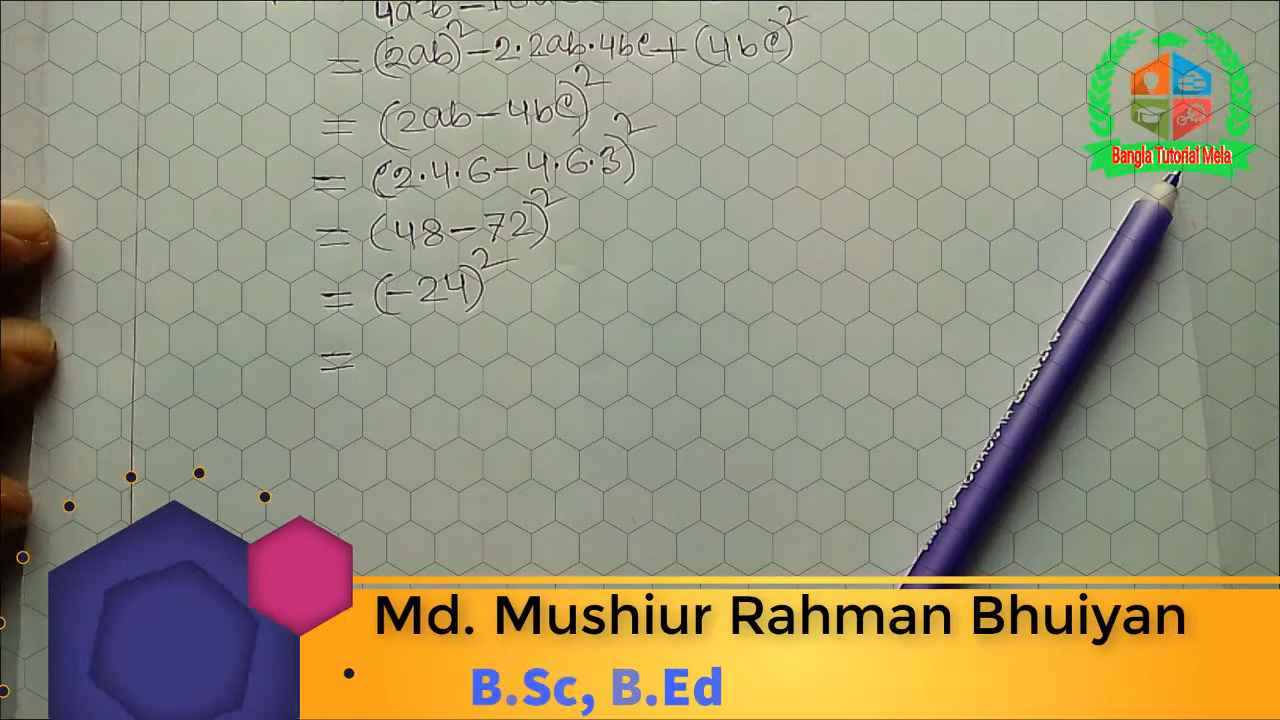 = (2ab)² - 2·2ab·4bc + (4bc)²
= (2ab - 4bc)²
= (2·4·6 - 4·6·3)²
= (48 - 72)²
= (-24)²
=
Bangla Tutorial Mela
Md. Mushiur Rahman Bhuiyan
B.Sc, B.Ed